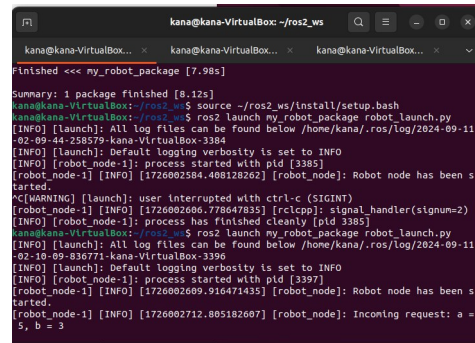 kana@kana-VirtualBox: ~/ros2_ws
kana@kana-VirtualBox... × kana@kana-VirtualBox... × kana@kana-VirtualBox... ×
Finished <<< my_robot_package [7.98s]
Summary: 1 package finished [8.12s]
kana@kana-VirtualBox:~/ros2_ws$ source ~/ros2_ws/install/setup.bash
kana@kana-VirtualBox:~/ros2_ws$ ros2 launch my_robot_package robot_launch.py
[INFO] [launch]: All log files can be found below /home/kana/.ros/log/2024-09-11
-02-09-44-258579-kana-VirtualBox-3384
[INFO] [launch]: Default logging verbosity is set to INFO
[INFO] [robot_node-1]: process started with pid [3385]
[robot_node-1] [INFO] [1726002584.408128262] [robot_node]: Robot node has been s
tarted.
^C[WARNING] [launch]: user interrupted with ctrl-c (SIGINT)
[robot_node-1] [INFO] [1726002606.778647835] [rclcpp]: signal_handler(signum=2)
[INFO] [robot_node-1]: process has finished cleanly [pid 3385]
kana@kana-VirtualBox:~/ros2_ws$ ros2 launch my_robot_package robot_launch.py
[INFO] [launch]: All log files can be found below /home/kana/.ros/log/2024-09-11
-02-10-09-836771-kana-VirtualBox-3396
[INFO] [launch]: Default logging verbosity is set to INFO
[INFO] [robot_node-1]: process started with pid [3397]
[robot_node-1] [INFO] [1726002609.916471435] [robot_node]: Robot node has been s
tarted.
[robot_node-1] [INFO] [1726002712.805182607] [robot_node]: Incoming request: a =
5, b = 3